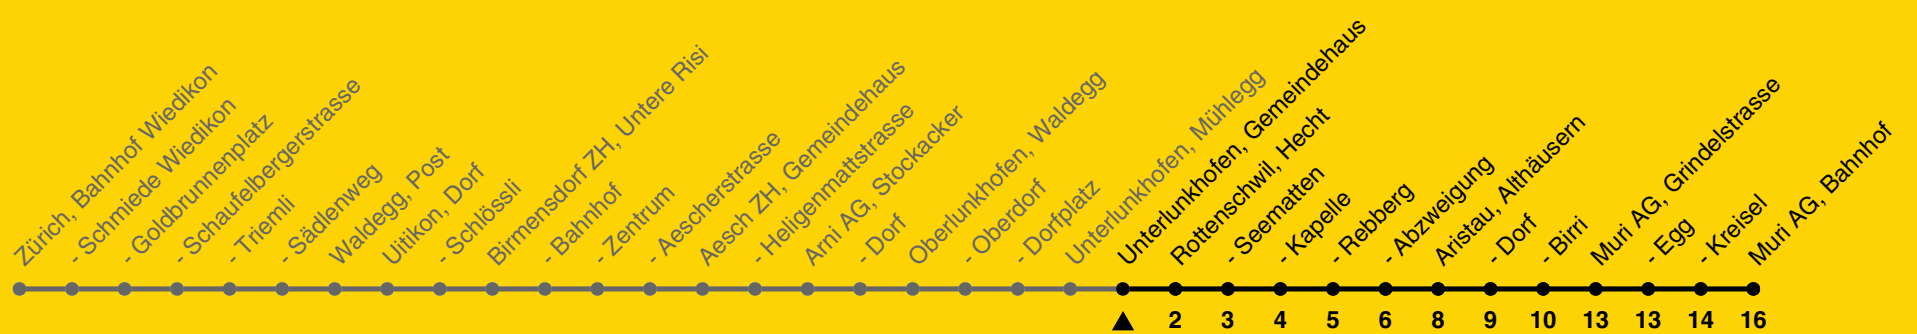 Zürich, Bahnhof Wiedikon
- Schmiede Wiedikon
- Goldbrunnenplatz
- Schaufelbergerstrasse
- Triemli
- Sädlenweg
Waldegg, Post
Uitikon, Dorf
- Schlössli
Birmensdorf ZH, Untere Risi
- Bahnhof
- Zentrum
- Aescherstrasse
Aesch ZH, Gemeindehaus
- Heligenmattstrasse
Arni AG, Stockacker
- Dorf
Oberlunkhofen, Waldegg
- Oberdorf
- Dorfplatz
Unterlunkhofen, Mühlegg
Unterlunkhofen, Gemeindehaus
Rottenschwil, Hecht
- Seematten
- Kapelle
- Rebberg
- Abzweigung
Aristau, Althäusern
- Dorf
- Birri
Muri AG, Grindelstrasse
- Egg
- Kreisel
Muri AG, Bahnhof
2 3 4 5 6 8 9 10 13 13 14 16